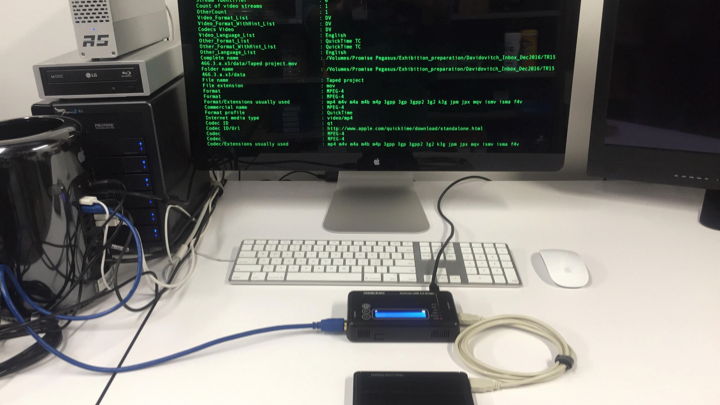 Count of video streams : 1
OtherCount
Video_Format_List : DV
Video_Format_WithHint_List : DV
Codecs Video : DV
Video_Language_List : English
Other_Format_List : QuickTime TC
Other_Format_WithHint_List : QuickTime TC
Other_Language_List : English
Complete name : /Volumes/Promise Pegasus/Exhibition_preparation/Davidovitch_Inbox_Dec2016/TR15
466.3.a.x1/data/Taped project.mov
Folder name : /Volumes/Promise Pegasus/Exhibition_preparation/Davidovitch_Inbox_Dec2016/TR15
466.3.a.x1/data
File name : Taped project
File extension : mov
Format : MPEG-4
Format : MPEG-4
Format/Extensions usually used : mp4 m4v m4a m4b m4p 3gpp 3gp 3gpp2 3g2 k3g jpm jpx mqv ismv isma f4v
Commercial name : MPEG-4
Format profile : QuickTime
Internet media type : video/mp4
Codec ID : qt
Codec ID/Url : http://www.apple.com/quicktime/download/standalone.html
Codec : MPEG-4
Codec : MPEG-4
Codec/Extensions usually used : mp4 m4v m4a m4b m4p 3gpp 3gp 3gpp2 3g2 k3g jpm jpx mqv ismv isma f4v
RS
LG
PROMISE